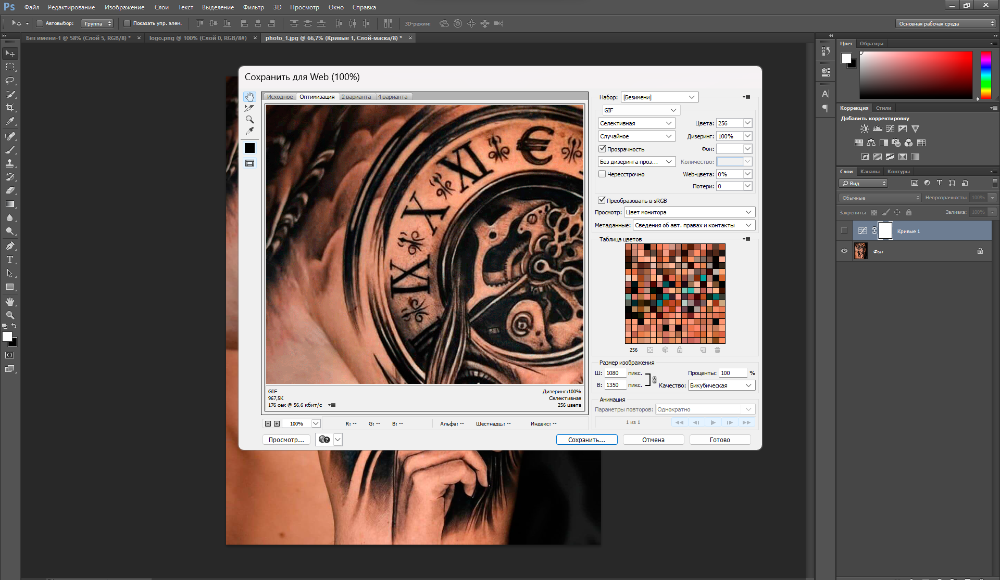 Ps Файл Редактирование Изображение Слои Текст Выделение Фильтр 3D Просмотр Окно Справка
Автовыбор: Группа Показать упр. элем. 3D-режим: Основная рабочая среда
Без имени-1 @ 58% (Слой 5, RGB/8) * × logo.png @ 100% (Слой 0, RGB/8#) × photo_1.jpg @ 66,7% (Кривые 1, Слой-маска/8) * ×
Цвет Образцы
Сохранить для Web (100%)
Исходное Оптимизация 2 варианта 4 варианта
Набор: [Безимени]
GIF
Селективная Цвета: 256
Случайное Дизеринг: 100%
Прозрачность Фон:
Без дизеринга проз... Количество:
Чересстрочно Web-цвета: 0%
Потери: 0
Преобразовать в sRGB
Просмотр: Цвет монитора
Метаданные: Сведения об авт. правах и контакты
Таблица цветов
256
Размер изображения
Ш: 1080 пикс. Проценты: 100 %
В: 1350 пикс. Качество: Бикубическая
Анимация
Параметры повторов: Однократно
1 из 1
IX X XI €
GIF Дизеринг:100%
967,5K Селективная
176 сек @ 56,6 кбит/с 256 цвета
100% R: -- G: -- B: -- Альфа: -- Шестнадц.: -- Индекс: --
Просмотр... Сохранить... Отмена Готово
Коррекция Стили
Добавить корректировку
Слои Каналы Контуры
Вид
Обычные Непрозрачность: 100%
Закрепить: Заливка: 100%
Кривые 1
Фон